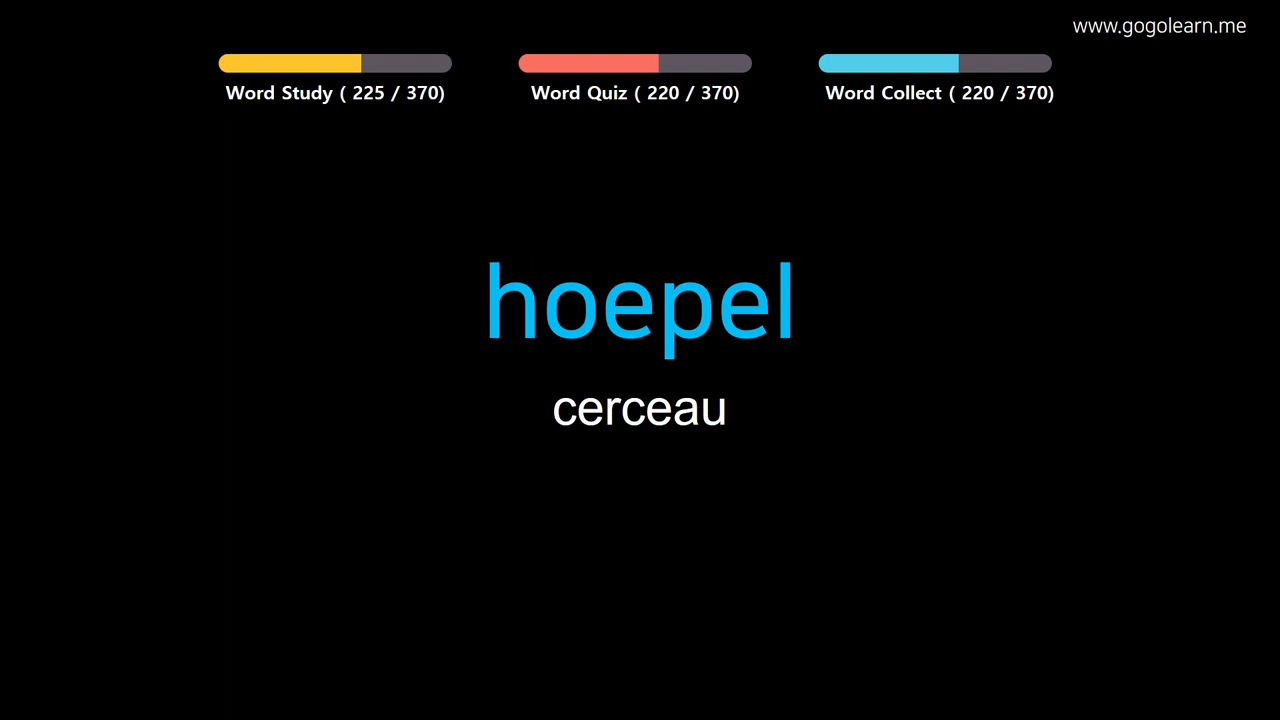 www.gogolearn.me
Word Study ( 225 / 370)
Word Quiz ( 220 / 370)
Word Collect ( 220 / 370)
hoepel
cerceau